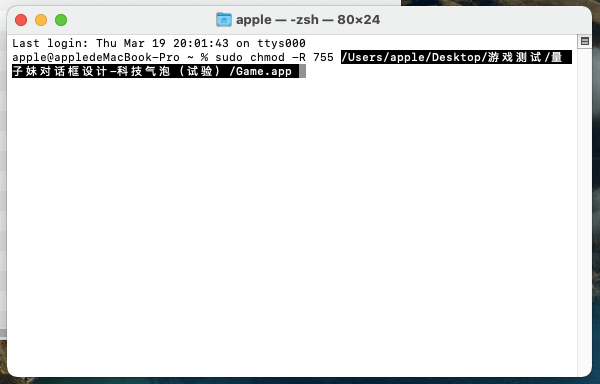 apple — -zsh — 80×24
Last login: Thu Mar 19 20:01:43 on ttys000
apple@appledeMacBook-Pro ~ % sudo chmod -R 755 /Users/apple/Desktop/游戏测试/量
子妹对话框设计-科技气泡（试验）/Game.app